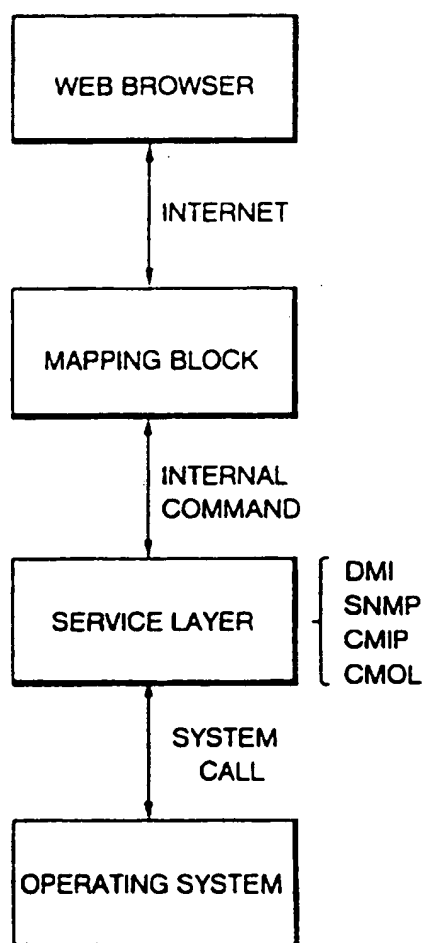 WEB BROWSER
INTERNET
MAPPING BLOCK
INTERNAL
COMMAND
SERVICE LAYER
DMI
SNMP
CMIP
CMOL
SYSTEM
CALL
OPERATING SYSTEM